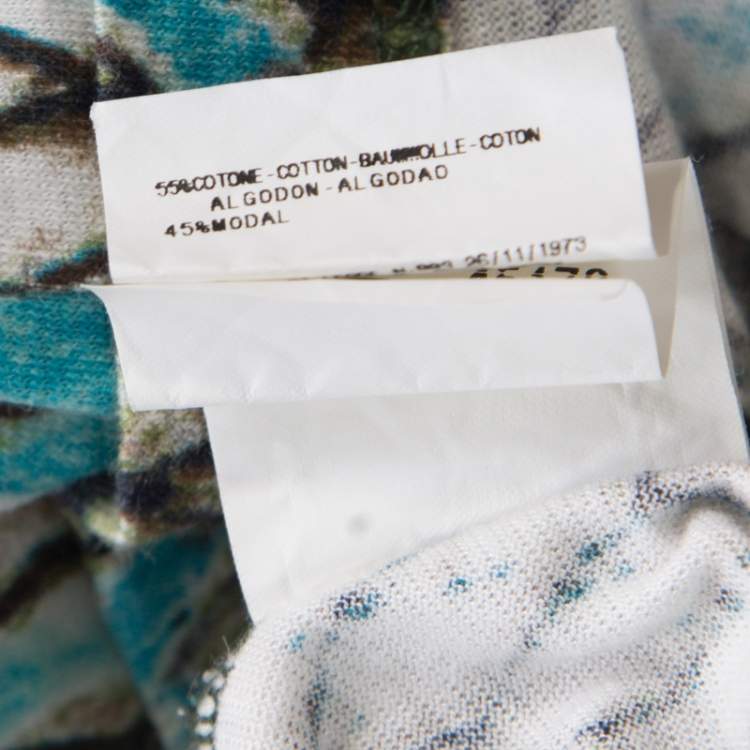 55%COTONE-COTTON-BAUMWOLLE-COTON
ALGODON-ALGODAO
45%MODAL
26/11/1973